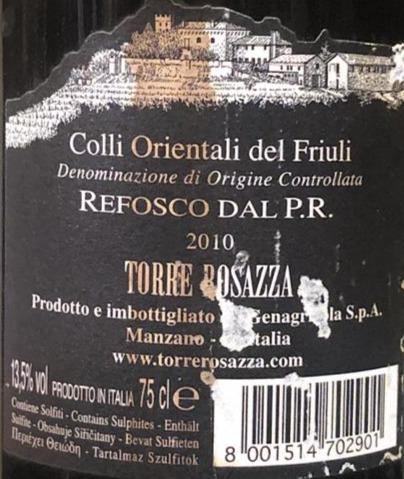 Colli Orientali del Friuli
Denominazione di Origine Controllata
REFOSCO DAL P.R.
2010
TORRE ROSAZZA
Prodotto e imbottigliato S.p.A.
Manzano - Italia
www.torrerosazza.com
13,5% vol PRODOTTO IN ITALIA 75 cl e
Contiene Solfiti - Contains Sulphites - Enthält
Sulfite - Obsahuje Siřičitany - Bevat Sulfieten
Περιέχει Θειώδη - Tartalmaz Szulfitok
8 001514 702901